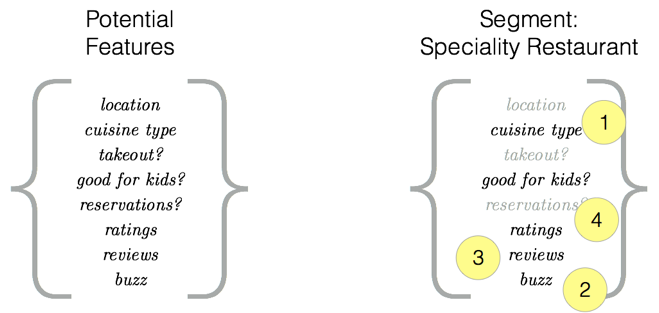 Potential
Features
location
cuisine type
takeout?
good for kids?
reservations?
ratings
reviews
buzz
Segment:
Speciality Restaurant
location
cuisine type
1
takeout?
good for kids?
reservations?
4
ratings
3
reviews
buzz
2